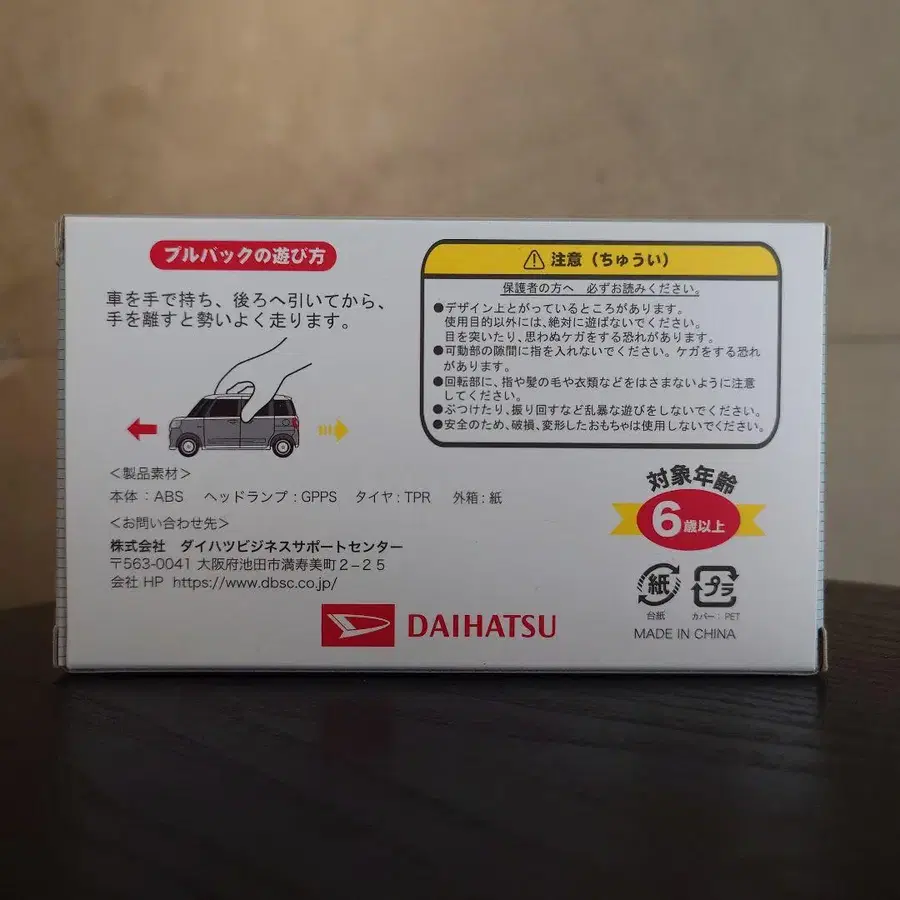 プルバックの遊び方
車を手で持ち、後ろへ引いてから、
手を離すと勢いよく走ります。
<製品素材>
本体:ABS ヘッドランプ:GPPS タイヤ:TPR 外箱:紙
<お問い合わせ先>
株式会社 ダイハツビジネスサポートセンター
〒563-0041 大阪府池田市満寿美町2-25
会社HP https://www.dbsc.co.jp/
DAIHATSU
注意(ちゅうい)
保護者の方へ 必ずお読みください。
●デザイン上とがっているところがあります。
使用目的以外には、絶対に遊ばないでください。
目を突いたり、思わぬケガをする恐れがあります。
●可動部の隙間に指を入れないでください。ケガをする恐れ
があります。
●回転部に、指や髪の毛や衣類などをはさまないように注意
してください。
●ぶつけたり、振り回すなど乱暴な遊びをしないでください。
●安全のため、破損、変形したおもちゃは使用しないでください。
対象年齢
6歳以上
紙
台紙
プラ
カバー:PET
MADE IN CHINA